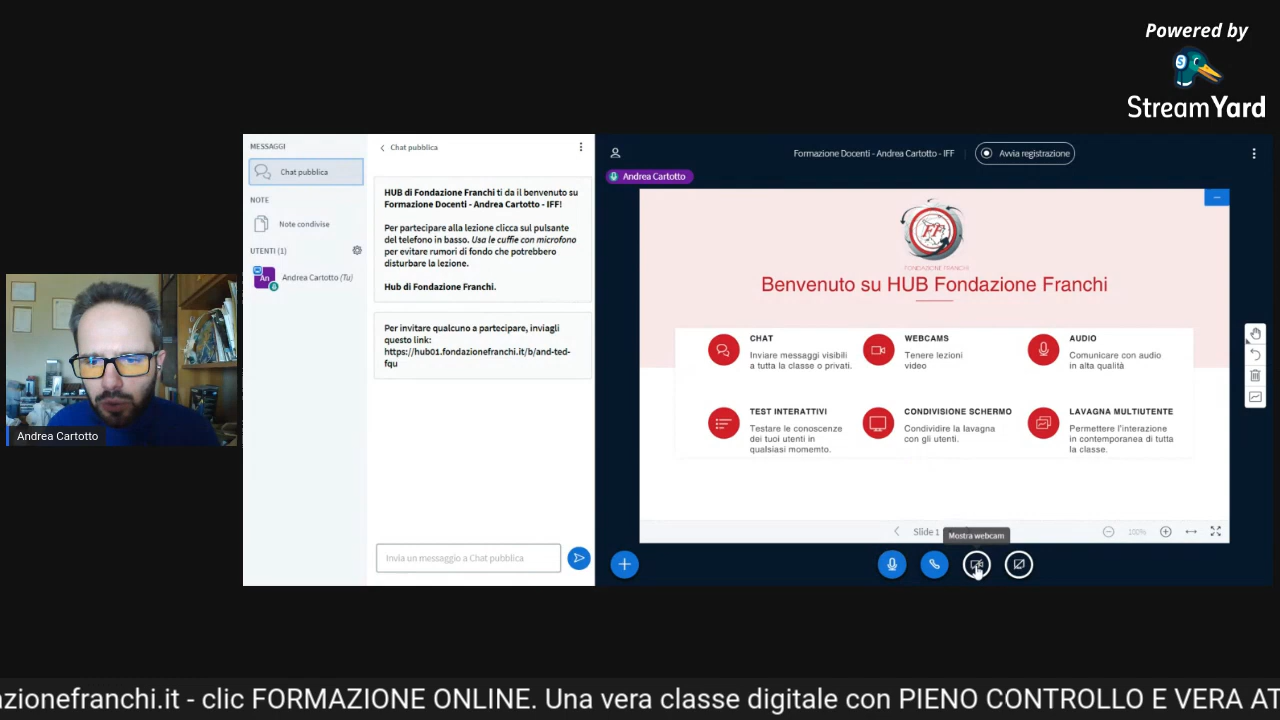 Powered by
StreamYard
MESSAGGI
Chat pubblica
NOTE
Note condivise
UTENTI (1)
An
Andrea Cartotto (Tu)
Chat pubblica
HUB di Fondazione Franchi ti da il benvenuto su
Formazione Docenti - Andrea Cartotto - IFF!
Per partecipare alla lezione clicca sul pulsante
del telefono in basso. Usa le cuffie con microfono
per evitare rumori di fondo che potrebbero
disturbare la lezione.
Hub di Fondazione Franchi.
Per invitare qualcuno a partecipare, inviagli
questo link:
https://hub01.fondazionefranchi.it/b/and-ted-
fqu
Invia un messaggio a Chat pubblica
Formazione Docenti - Andrea Cartotto - IFF
Avvia registrazione
Andrea Cartotto
FONDAZIONE FRANCHI
Benvenuto su HUB Fondazione Franchi
CHAT
Inviare messaggi visibili
a tutta la classe o privati.
WEBCAMS
Tenere lezioni
video
AUDIO
Comunicare con audio
in alta qualità
TEST INTERATTIVI
Testare le conoscenze
dei tuoi utenti in
qualsiasi momemto.
CONDIVISIONE SCHERMO
Condividire la lavagna
con gli utenti.
LAVAGNA MULTIUTENTE
Permettere l'interazione
in contemporanea di tutta
la classe.
Slide 1
100%
Mostra webcam
Andrea Cartotto
azionefranchi.it - clic FORMAZIONE ONLINE. Una vera classe digitale con PIENO CONTROLLO E VERA AT